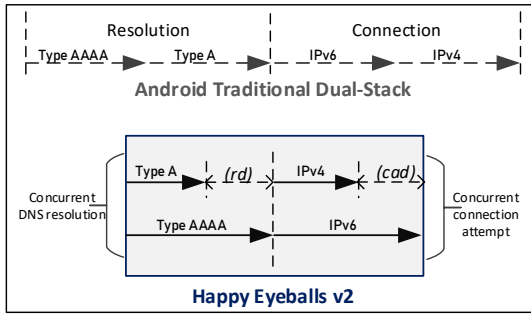 Resolution
Connection
Type AAAA
Type A
IPv6
IPv4
Android Traditional Dual-Stack
Type A
(rd)
IPv4
(cad)
Concurrent
DNS resolution
Concurrent
connection
attempt
Type AAAA
IPv6
Happy Eyeballs v2